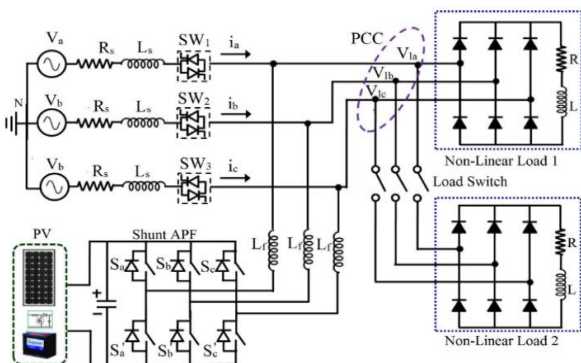 Va
Rs
Ls
SW1
ia
PCC
Vla
R
L
N
Vb
Rs
Ls
SW2
ib
Vlb
Vb
Rs
Ls
SW3
ic
Vlc
Non-Linear Load 1
Load Switch
PV
Shunt APF
Lf
Lf
Lf
Sa
Sb
Sc
+
-
Sa'
Sb'
Sc'
R
L
Non-Linear Load 2